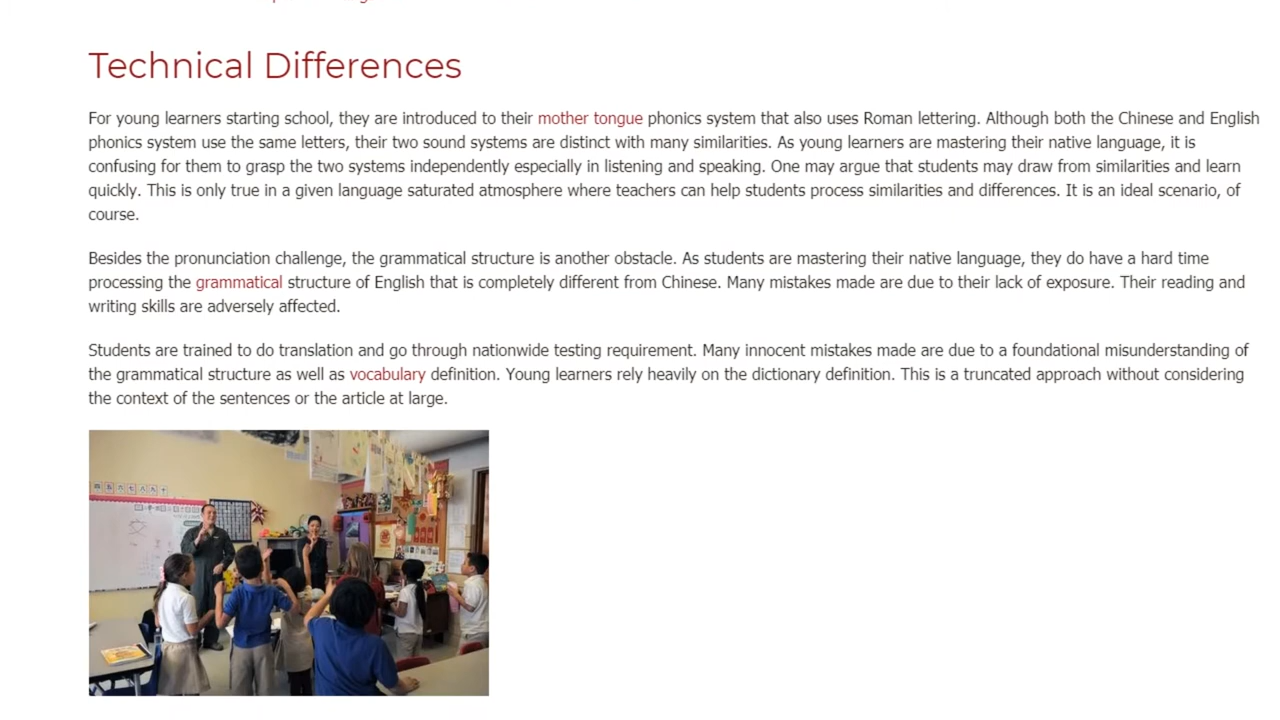 Technical Differences
For young learners starting school, they are introduced to their mother tongue phonics system that also uses Roman lettering. Although both the Chinese and English
phonics system use the same letters, their two sound systems are distinct with many similarities. As young learners are mastering their native language, it is
confusing for them to grasp the two systems independently especially in listening and speaking. One may argue that students may draw from similarities and learn
quickly. This is only true in a given language saturated atmosphere where teachers can help students process similarities and differences. It is an ideal scenario, of
course.
Besides the pronunciation challenge, the grammatical structure is another obstacle. As students are mastering their native language, they do have a hard time
processing the grammatical structure of English that is completely different from Chinese. Many mistakes made are due to their lack of exposure. Their reading and
writing skills are adversely affected.
Students are trained to do translation and go through nationwide testing requirement. Many innocent mistakes made are due to a foundational misunderstanding of
the grammatical structure as well as vocabulary definition. Young learners rely heavily on the dictionary definition. This is a truncated approach without considering
the context of the sentences or the article at large.
四五六七八九十